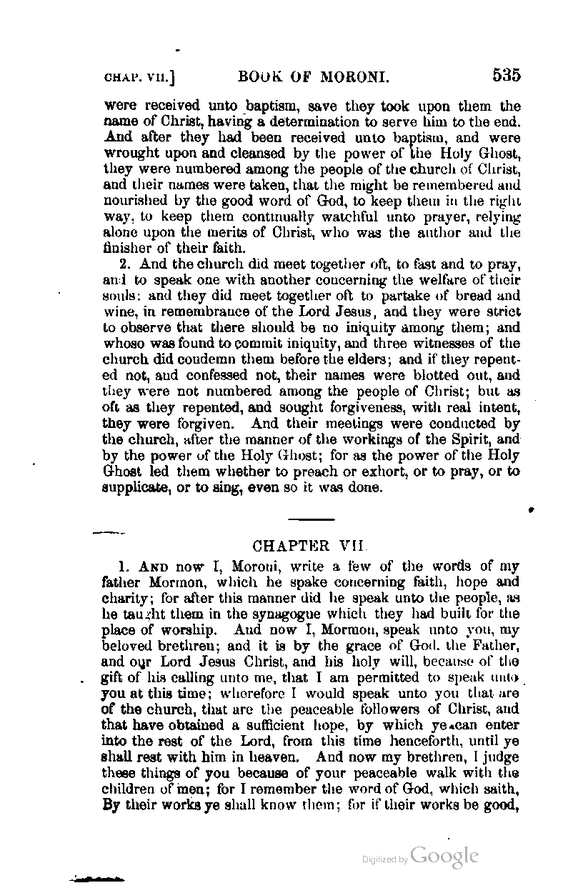 CHAP. VII.] BOOK OF MORONI. 535
were received unto baptism, save they took upon them the
name of Christ, having a determination to serve him to the end.
And after they had been received unto baptism, and were
wrought upon and cleansed by the power of the Holy Ghost,
they were numbered among the people of the church of Christ,
and their names were taken, that the might be remembered and
nourished by the good word of God, to keep them in the right
way, to keep them continually watchful unto prayer, relying
alone upon the merits of Christ, who was the author and the
finisher of their faith.
2. And the church did meet together oft, to fast and to pray,
and to speak one with another concerning the welfare of their
souls; and they did meet together oft to partake of bread and
wine, in remembrance of the Lord Jesus, and they were strict
to observe that there should be no iniquity among them; and
whoso was found to commit iniquity, and three witnesses of the
church did condemn them before the elders; and if they repent-
ed not, and confessed not, their names were blotted out, and
they were not numbered among the people of Christ; but as
oft as they repented, and sought forgiveness, with real intent,
they were forgiven. And their meetings were conducted by
the church, after the manner of the workings of the Spirit, and
by the power of the Holy Ghost; for as the power of the Holy
Ghost led them whether to preach or exhort, or to pray, or to
supplicate, or to sing, even so it was done.
CHAPTER VII
1. AND now I, Moroni, write a few of the words of my
father Mormon, which he spake concerning faith, hope and
charity; for after this manner did he speak unto the people, as
he taught them in the synagogue which they had built for the
place of worship. And now I, Mormon, speak unto you, my
beloved brethren; and it is by the grace of God, the Father,
and our Lord Jesus Christ, and his holy will, because of the
gift of his calling unto me, that I am permitted to speak unto
you at this time; wherefore I would speak unto you that are
of the church, that are the peaceable followers of Christ, and
that have obtained a sufficient hope, by which ye can enter
into the rest of the Lord, from this time henceforth, until ye
shall rest with him in heaven. And now my brethren, I judge
these things of you because of your peaceable walk with the
children of men; for I remember the word of God, which saith,
By their works ye shall know them; for if their works be good,
Digitized by Google